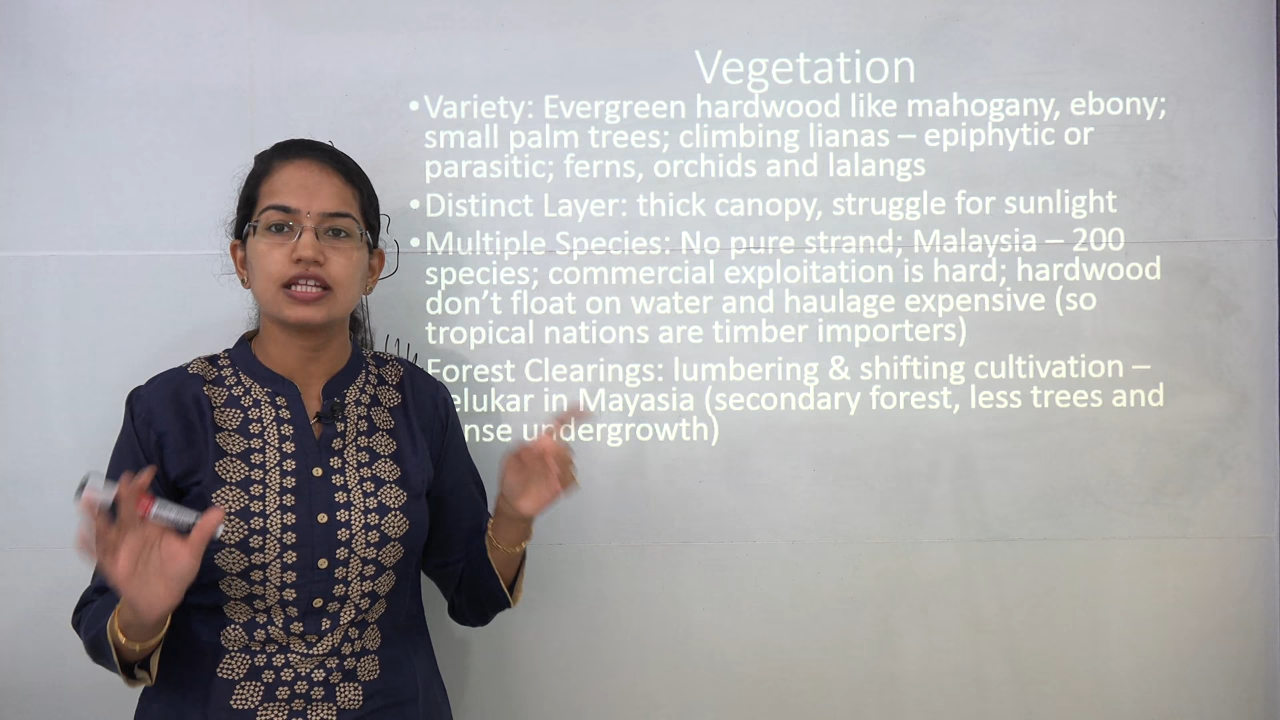 Vegetation
•Variety: Evergreen hardwood like mahogany, ebony;
small palm trees; climbing lianas – epiphytic or
parasitic; ferns, orchids and lalangs
•Distinct Layer: thick canopy, struggle for sunlight
•Multiple Species: No pure strand; Malaysia – 200
species; commercial exploitation is hard; hardwood
don't float on water and haulage expensive (so
tropical nations are timber importers)
Forest Clearings: lumbering & shifting cultivation –
elukar in Mayasia (secondary forest, less trees and
nse undergrowth)